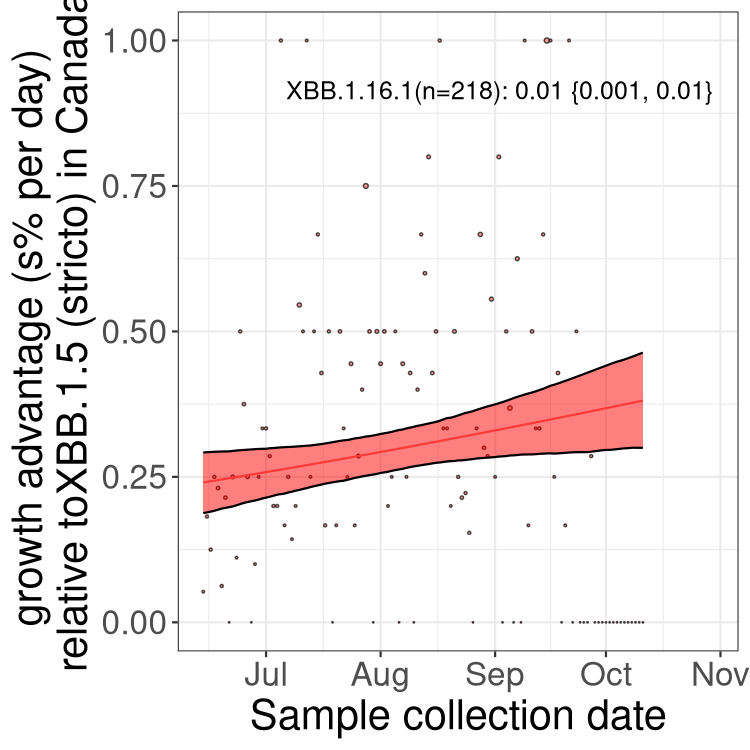 growth advantage (s% per day)
relative toXBB.1.5 (stricto) in Canada
1.00
XBB.1.16.1(n=218): 0.01 {0.001, 0.01}
0.75
0.50
0.25
0.00
Jul Aug Sep Oct Nov
Sample collection date